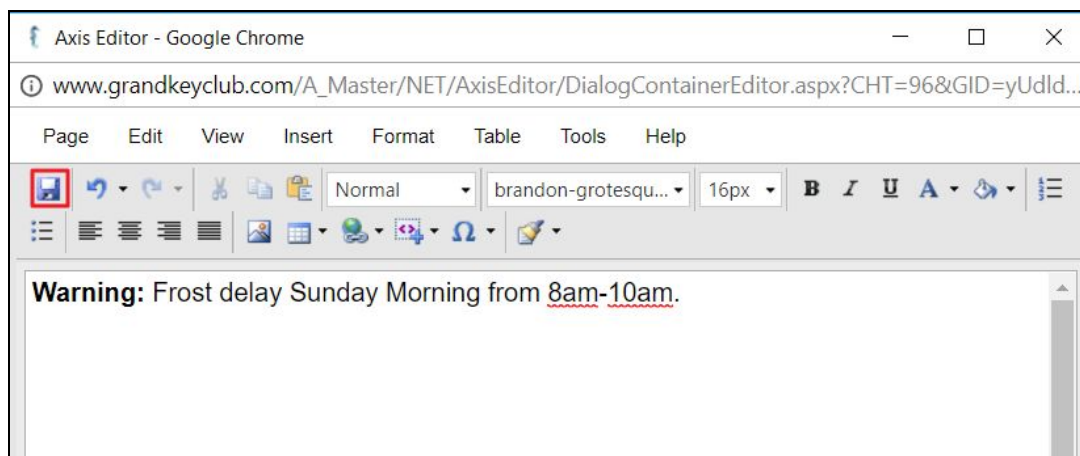 Axis Editor - Google Chrome
www.grandkeyclub.com/A_Master/NET/AxisEditor/DialogContainerEditor.aspx?CHT=96&GID=yUdld...
Page Edit View Insert Format Table Tools Help
Normal brandon-grotesqu... 16px B I U A
Ω
Warning: Frost delay Sunday Morning from 8am-10am.